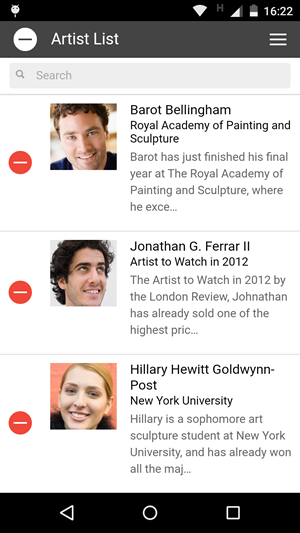 H 16:22
Artist List
Search
Barot Bellingham
Royal Academy of Painting and
Sculpture
Barot has just finished his final
year at The Royal Academy of
Painting and Sculpture, where
he exce…
Jonathan G. Ferrar II
Artist to Watch in 2012
The Artist to Watch in 2012 by
the London Review, Johnathan
has already sold one of the
highest pric…
Hillary Hewitt Goldwynn-
Post
New York University
Hillary is a sophomore art
sculpture student at New York
University, and has already won
all the maj…